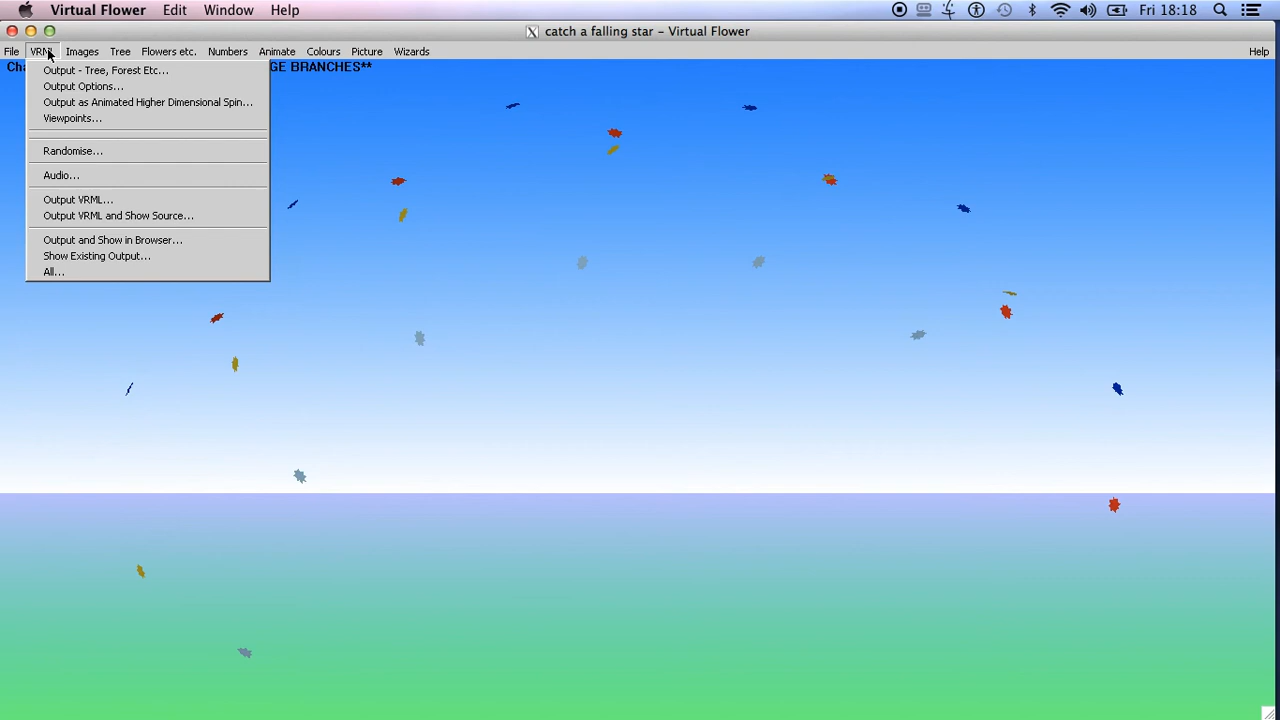 Virtual Flower Edit Window Help Fri 18:18
catch a falling star – Virtual Flower
File VRML Images Tree Flowers etc. Numbers Animate Colours Picture Wizards Help
GE BRANCHES**
Output - Tree, Forest Etc...
Output Options...
Output as Animated Higher Dimensional Spin...
Viewpoints...
Randomise...
Audio...
Output VRML...
Output VRML and Show Source...
Output and Show in Browser...
Show Existing Output...
All...